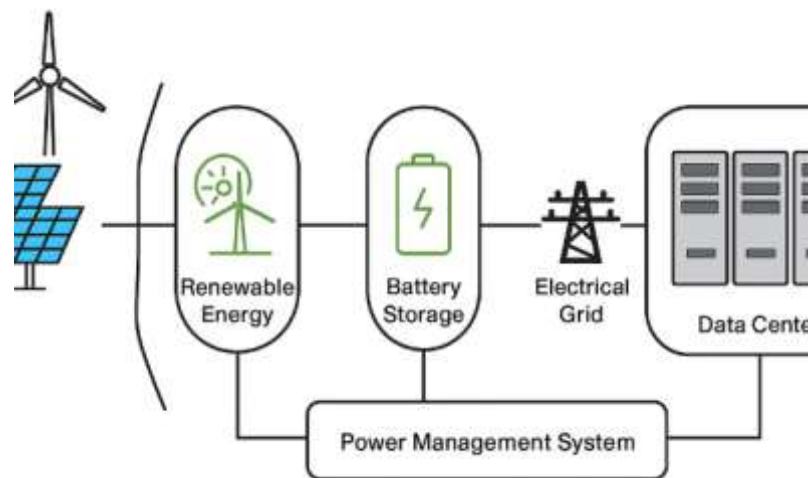 Renewable
Energy
Battery
Storage
Electrical
Grid
Data Cente
Power Management System